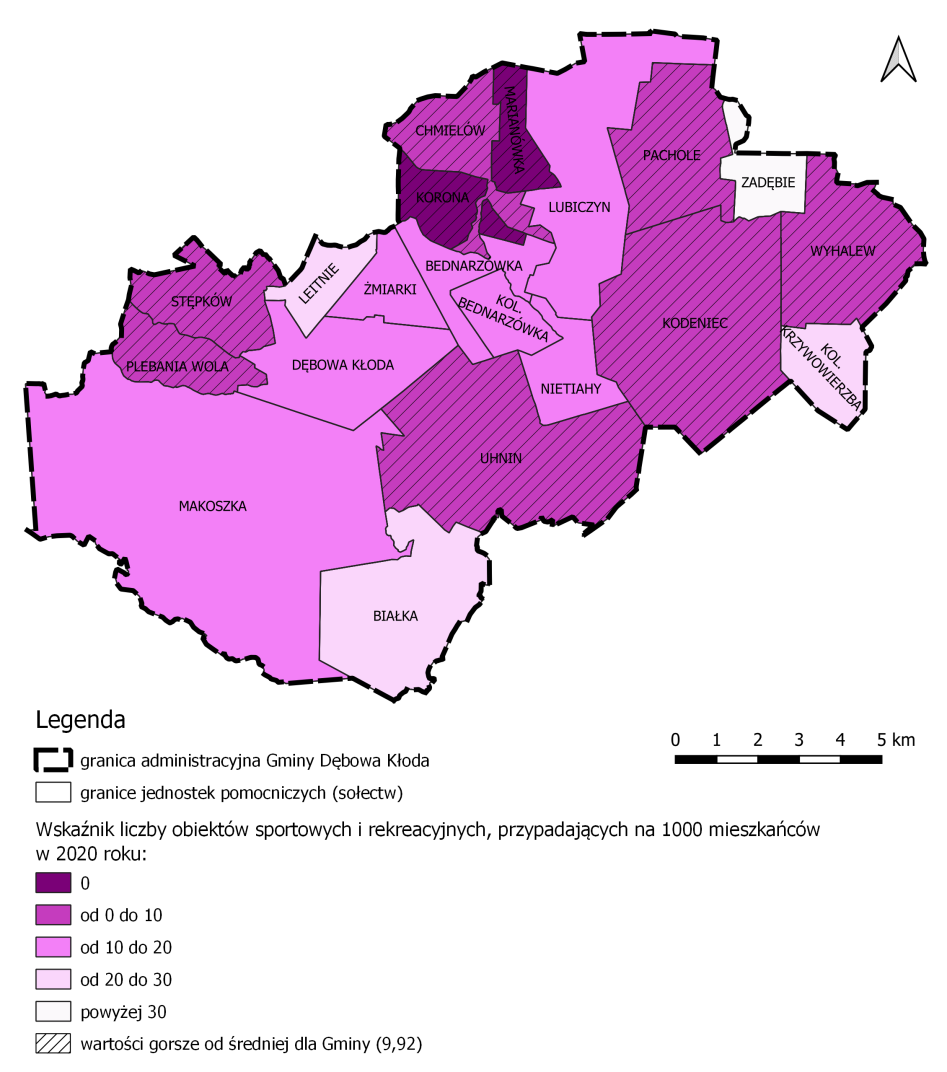 MARIANÓWKA
CHMIELÓW
PACHOLE
ZADĘBIE
KORONA
LUBICZYN
WYHALEW
BEDNARZÓWKA
LEITNIE
ŻMIARKI
STĘPKÓW
KOL.
BEDNARZÓWKA
KODENIEC
KOL.
KRZYWOWIERZBA
PLEBANIA WOLA
DĘBOWA KŁODA
NIETIAHY
UHNIN
MAKOSZKA
BIAŁKA
Legenda
granica administracyjna Gminy Dębowa Kłoda
granice jednostek pomocniczych (sołectw)
0 1 2 3 4 5 km
Wskaźnik liczby obiektów sportowych i rekreacyjnych, przypadających na 1000 mieszkańców
w 2020 roku:
0
od 0 do 10
od 10 do 20
od 20 do 30
powyżej 30
wartości gorsze od średniej dla Gminy (9,92)